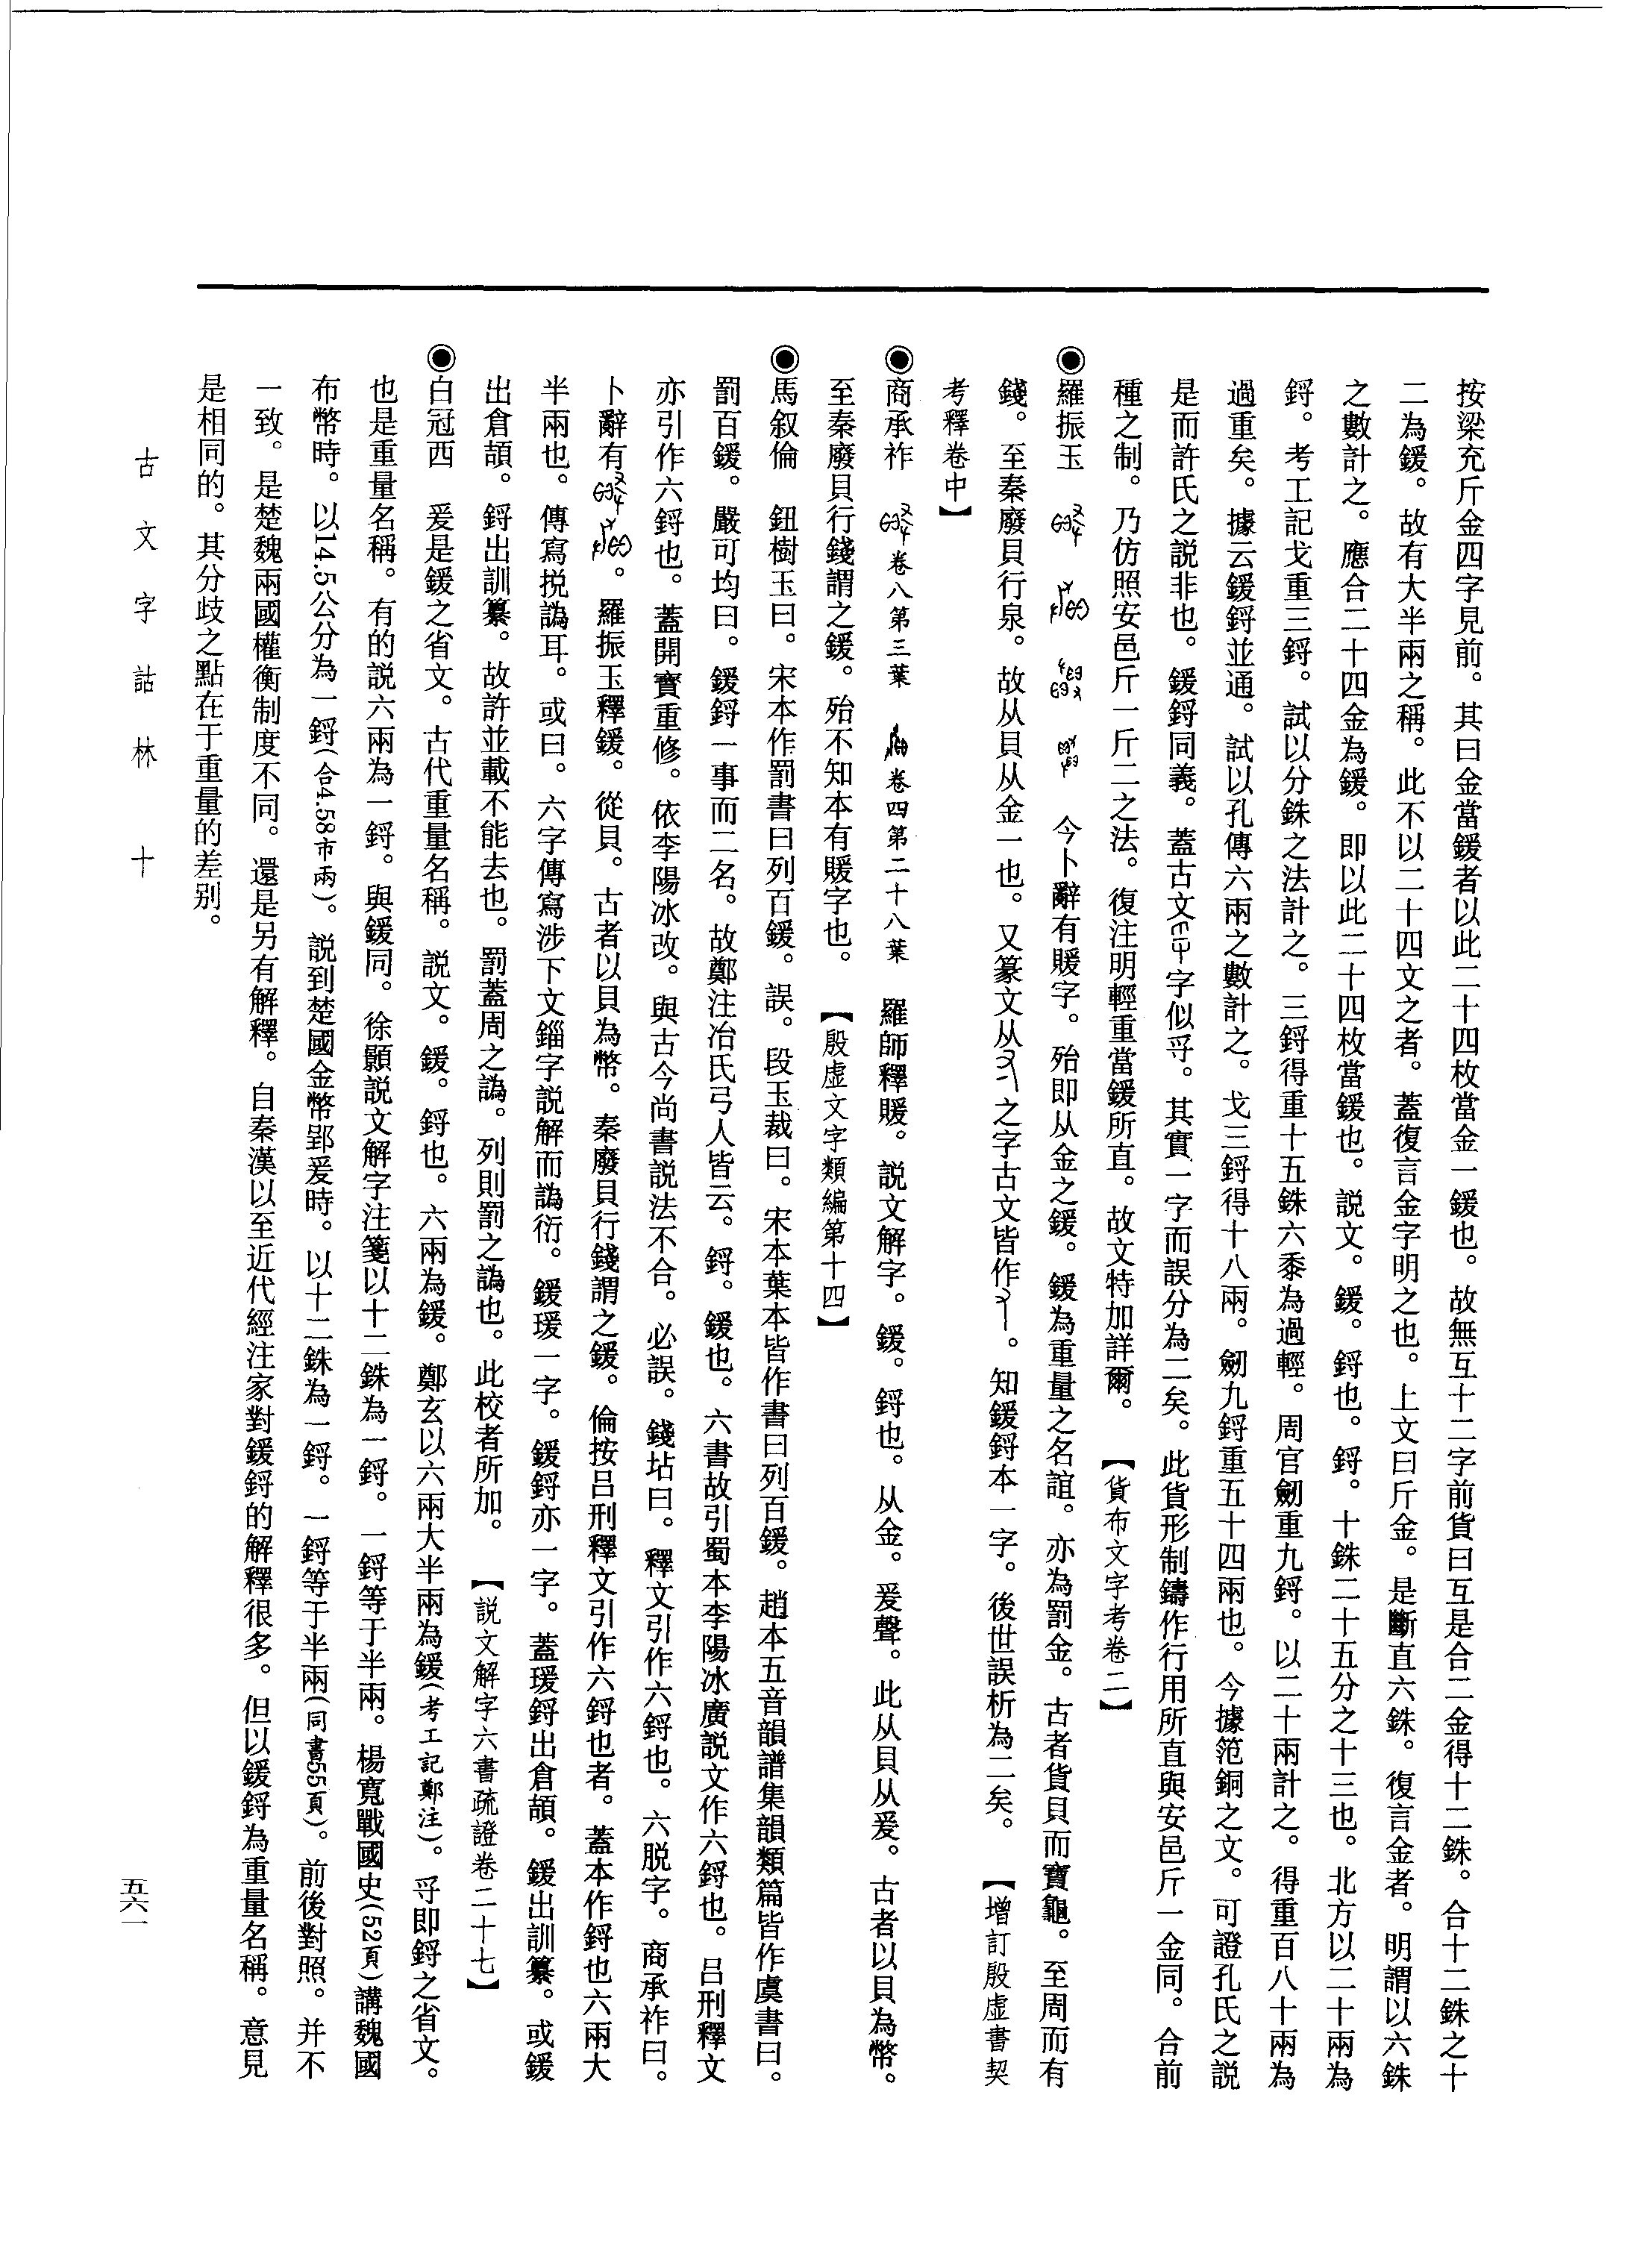 按梁充斤金四字見前。其曰金當鍰者以此二十四枚當金一鍰也。故無互十二字前貨曰互是合二金得十二銖。合十二銖之十
二為鍰。故有大半兩之稱。此不以二十四文之者。蓋復言金字明之也。上文曰斤金。是斷直六銖。復言金者。明謂以六銖
之數計之。應合二十四金為鍰。即以此二十四枚當鍰也。説文。鍰。鋝也。鋝。十銖二十五分之十三也。北方以二十兩為
鋝。考工記戈重三鋝。試以分銖之法計之。三鋝得重十五銖六黍為過輕。周官劒重九鋝。以二十兩計之。得重百八十兩為
過重矣。據云鍰鋝並通。試以孔傳六兩之數計之。戈三鋝得十八兩。劒九鋝重五十四兩也。今據笵銅之文。可證孔氏之説
是而許氏之説非也。鍰鋝同義。蓋古文字似乎。其實一字而誤分為二矣。此貨形制鑄作行用所直與安邑斤一金同。合前
種之制。乃仿照安邑斤一斤二之法。復注明輕重當鍰所直。故文特加詳爾。【貨布文字考卷二】
◉羅振玉 今卜辭有賹字。殆即从金之鍰。鍰為重量之名誼。亦為罰金。古者貨貝而寶龜。至周而有
錢。至秦廢貝行泉。故从貝从金一也。又篆文从之字古文皆作。知鍰鋝本一字。後世誤析為二矣。【增訂殷虛書契
考釋卷中】
◉商承祚 卷八第三葉 卷四第二十八葉 羅師釋。説文解字。鍰。鋝也。从金。爰聲。此从貝从爰。古者以貝為幣。
至秦廢貝行錢謂之鍰。殆不知本有字也。【殷虛文字類編第十四】
◉馬叙倫 鈕樹玉曰。宋本作罰書曰列百鍰。誤。段玉裁曰。宋本葉本皆作書曰列百鍰。趙本五音韻譜集韻類篇皆作虞書曰。
罰百鍰。嚴可均曰。鍰鋝一事而二名。故鄭注冶氏弓人皆云。鋝。鍰也。六書故引蜀本李陽冰廣説文作六鋝也。吕刑釋文
亦引作六鋝也。蓋開寶重修。依李陽冰改。與古今尚書説法不合。必誤。錢坫曰。釋文引作六鋝也。六脱字。商承祚曰。
卜辭有。羅振玉釋鍰。從貝。古者以貝為幣。秦廢貝行錢謂之鍰。倫按吕刑釋文引作六鋝也者。蓋本作鋝也六兩大
半兩也。傳寫挩譌耳。或曰。六字傳寫涉下文錙字説解而譌衍。鍰瑗一字。鍰鋝亦一字。蓋瑗鋝出倉頡。鍰出訓纂。或鍰
出倉頡。鋝出訓纂。故許並載不能去也。罰蓋周之譌。列則罰之譌也。此校者所加。【説文解字六書疏證卷二十七】
◉白冠西 爰是鍰之省文。古代重量名稱。説文。鍰。鋝也。六兩為鍰。鄭玄以六兩大半兩為鍰(考工記鄭注)。寽即鋝之省文。
也是重量名稱。有的説六兩為一鋝。與鍰同。徐顥説文解字注箋以十二銖為一鋝。一鋝等于半兩。楊寬戰國史(52頁)講魏國
布幣時。以14.5公分為一鋝(合4.58市兩)。説到楚國金幣郢爰時。以十二銖為一鋝。一鋝等于半兩(同書55頁)。前後對照。并不
一致。是楚魏兩國權衡制度不同。還是另有解釋。自秦漢以至近代經注家對鍰鋝的解釋很多。但以鍰鋝為重量名稱。意見
是相同的。其分歧之點在于重量的差别。
古文字詁林 十
五六一